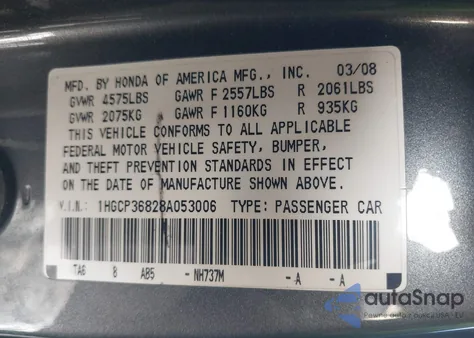 MFD. BY HONDA OF AMERICA MFG., INC. 03/08
GVWR 4575LBS GAWR F 2557LBS R 2061LBS
GVWR 2075KG GAWR F 1160KG R 935KG
THIS VEHICLE CONFORMS TO ALL APPLICABLE
FEDERAL MOTOR VEHICLE SAFETY, BUMPER,
AND THEFT PREVENTION STANDARDS IN EFFECT
ON THE DATE OF MANUFACTURE SHOWN ABOVE.
V.I.N.: 1HGCP36828A053006 TYPE: PASSENGER CAR
TA6 8 AB5 - NH737M -A -A
autoSnap